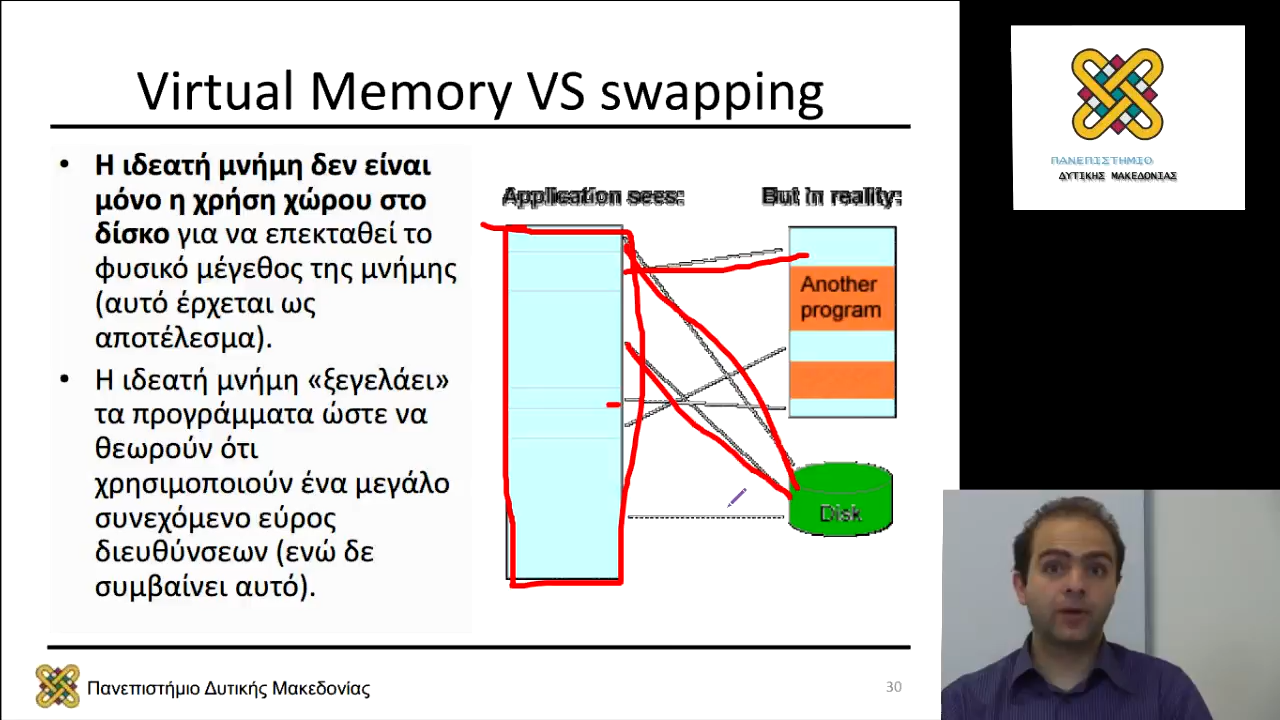 Virtual Memory VS swapping
• Η ιδεατή μνήμη δεν είναι
μόνο η χρήση χώρου στο
δίσκο για να επεκταθεί το
φυσικό μέγεθος της μνήμης
(αυτό έρχεται ως
αποτέλεσμα).
• Η ιδεατή μνήμη «ξεγελάει»
τα προγράμματα ώστε να
θεωρούν ότι
χρησιμοποιούν ένα μεγάλο
συνεχόμενο εύρος
διευθύνσεων (ενώ δε
συμβαίνει αυτό).
Application sees:
But in reality:
Another
program
Disk
Πανεπιστήμιο Δυτικής Μακεδονίας
30
ΠΑΝΕΠΙΣΤΗΜΙΟ
ΔΥΤΙΚΗΣ ΜΑΚΕΔΟΝΙΑΣ